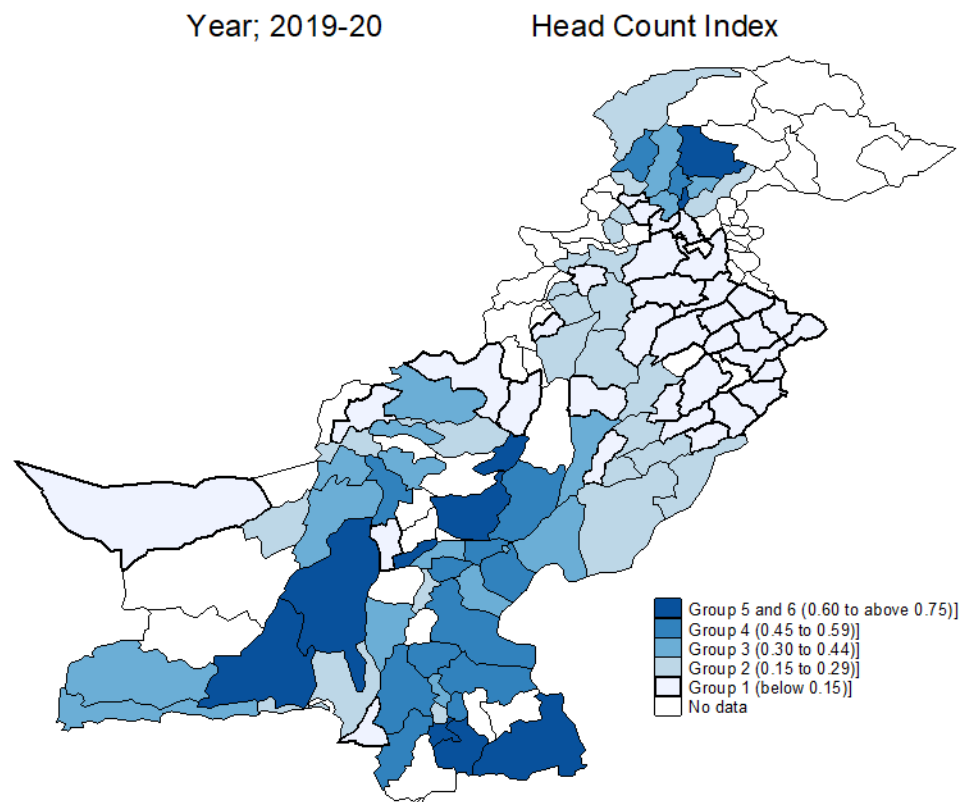 Year; 2019-20 Head Count Index
Group 5 and 6 (0.60 to above 0.75)]
Group 4 (0.45 to 0.59)]
Group 3 (0.30 to 0.44)]
Group 2 (0.15 to 0.29)]
Group 1 (below 0.15)]
No data